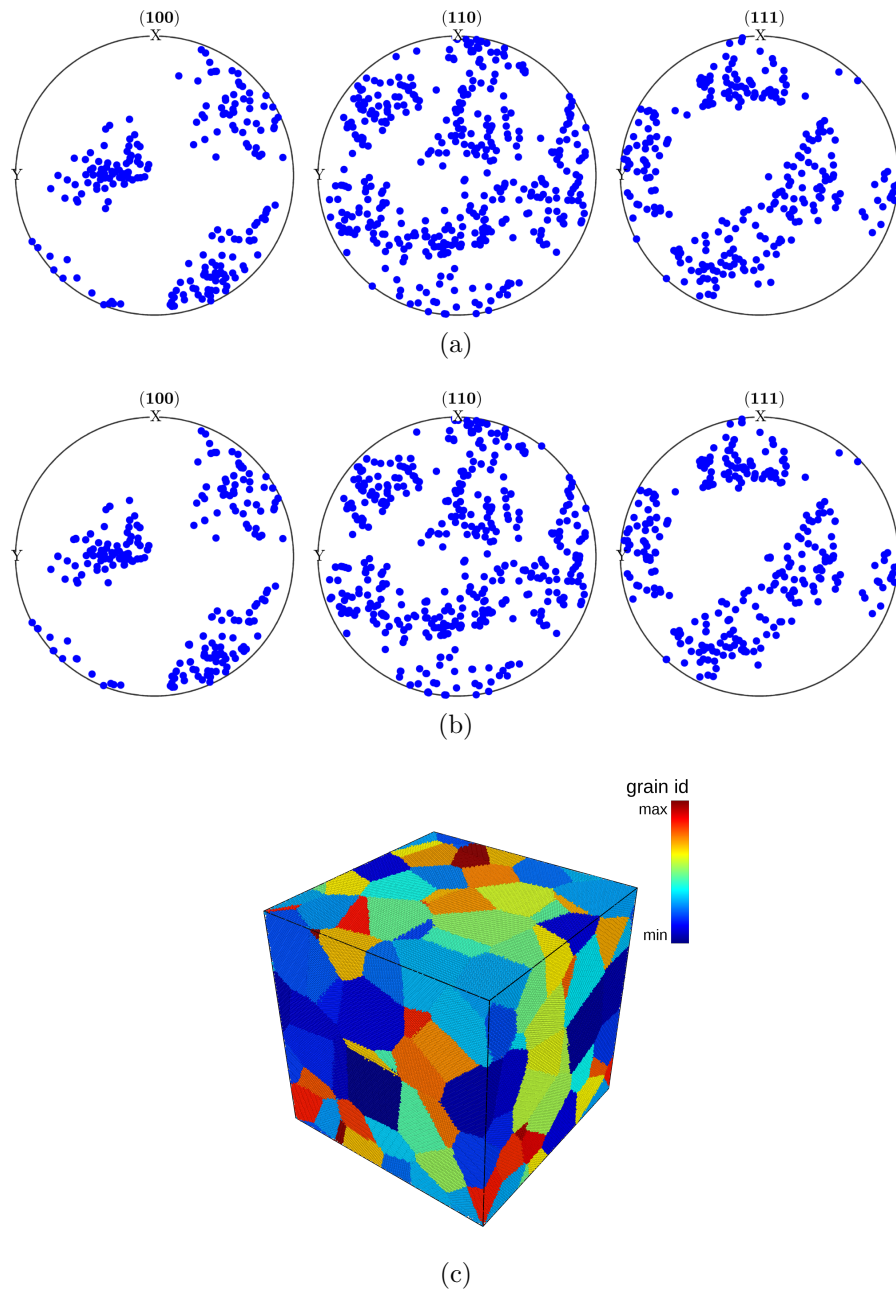 (100) (110) (111)
X X X
Y Y Y
(a)
(100) (110) (111)
X X X
Y Y Y
(b)
grain id
max
min
(c)